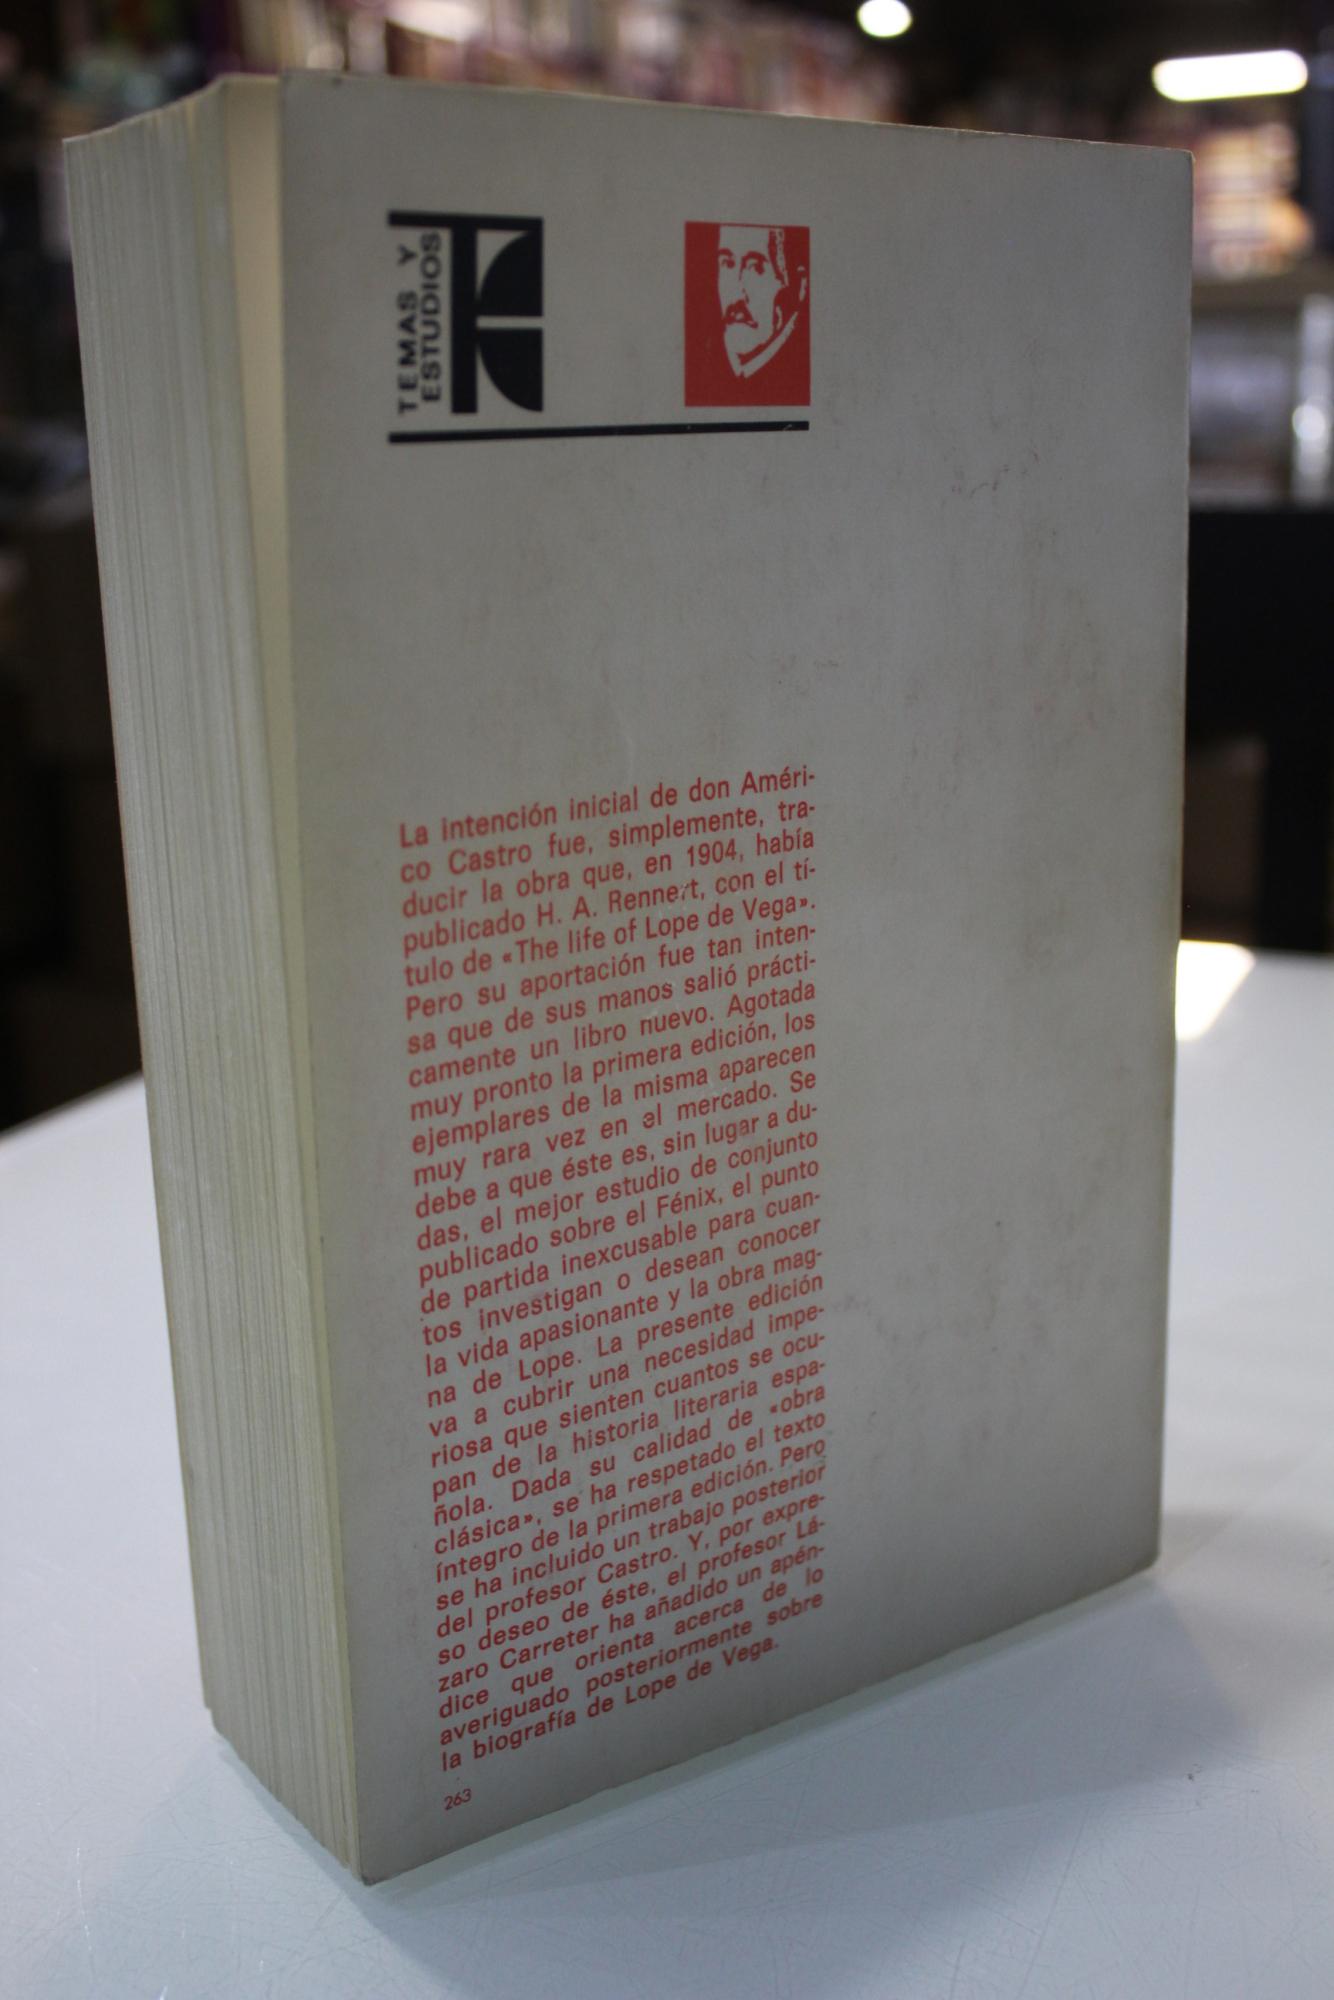 TEMAS Y
ESTUDIOS
La intención inicial de don Améri-
co Castro fue, simplemente, tra-
ducir la obra que, en 1904, había
publicado H. A. Rennert, con el tí-
tulo de «The life of Lope de Vega».
Pero su aportación fue tan inten-
sa que de sus manos salió prácti-
camente un libro nuevo. Agotada
muy pronto la primera edición, los
ejemplares de la misma aparecen
muy rara vez en el mercado. Se
debe a que éste es, sin lugar a du-
das, el mejor estudio de conjunto
publicado sobre el Fénix, el punto
de partida inexcusable para cuan-
tos investigan o desean conocer
la vida apasionante y la obra mag-
na de Lope. La presente edición
va a cubrir una necesidad impe-
riosa que sienten cuantos se ocu-
pan de la historia literaria espa-
ñola. Dada su calidad de «obra
clásica», se ha respetado el texto
íntegro de la primera edición. Pero
se ha incluido un trabajo posterior
del profesor Castro. Y, por expre-
so deseo de éste, el profesor Lá-
zaro Carreter ha añadido un apén-
dice que orienta acerca de lo
averiguado posteriormente sobre
la biografía de Lope de Vega.
263